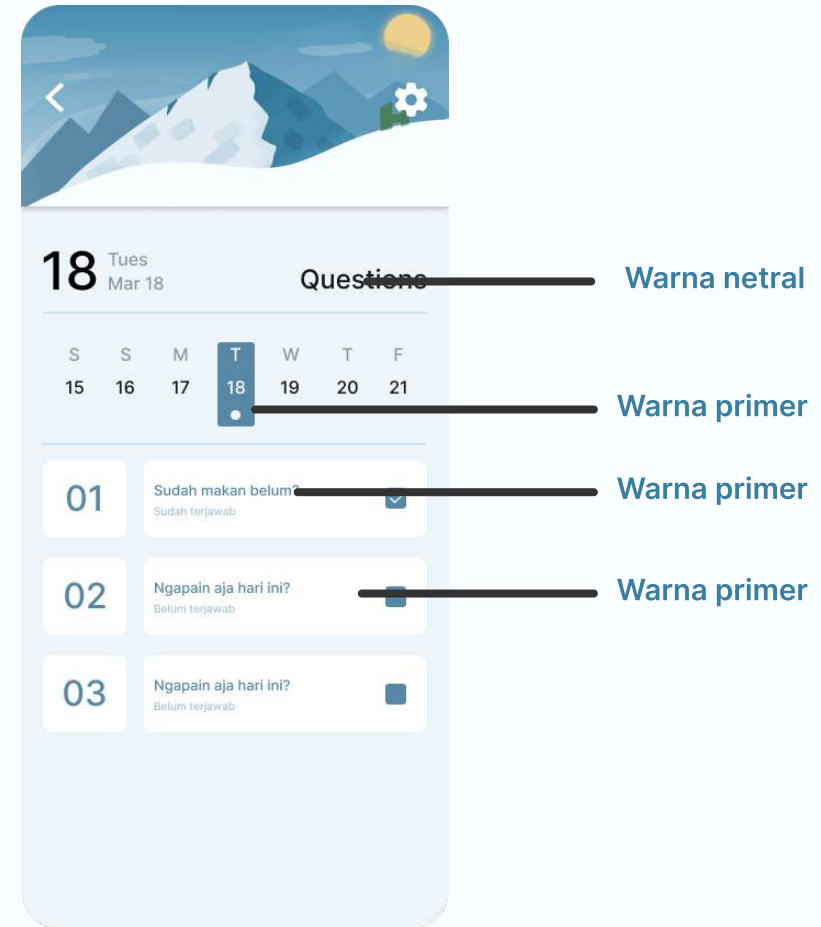 18 Tues
Mar 18
Questions
Warna netral
S S M T W T F
15 16 17 18 19 20 21
Warna primer
01
Sudah makan belum?
Sudah terjawab
Warna primer
02
Ngapain aja hari ini?
Belum terjawab
Warna primer
03
Ngapain aja hari ini?
Belum terjawab